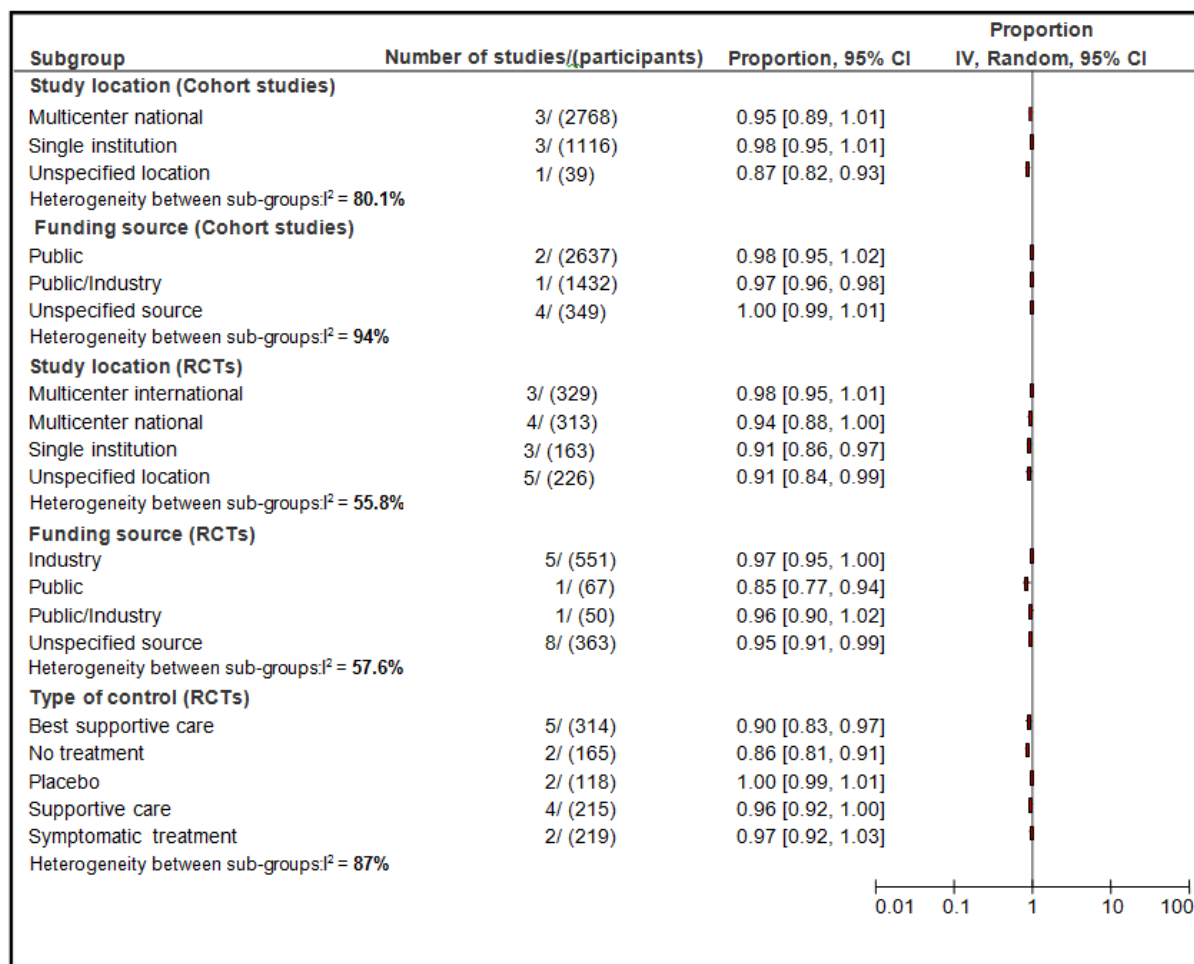 Proportion
Subgroup Number of studies/(participants) Proportion, 95% CI IV, Random, 95% CI
Study location (Cohort studies)
Multicenter national 3/ (2768) 0.95 [0.89, 1.01]
Single institution 3/ (1116) 0.98 [0.95, 1.01]
Unspecified location 1/ (39) 0.87 [0.82, 0.93]
Heterogeneity between sub-groups:I² = 80.1%
Funding source (Cohort studies)
Public 2/ (2637) 0.98 [0.95, 1.02]
Public/Industry 1/ (1432) 0.97 [0.96, 0.98]
Unspecified source 4/ (349) 1.00 [0.99, 1.01]
Heterogeneity between sub-groups:I² = 94%
Study location (RCTs)
Multicenter international 3/ (329) 0.98 [0.95, 1.01]
Multicenter national 4/ (313) 0.94 [0.88, 1.00]
Single institution 3/ (163) 0.91 [0.86, 0.97]
Unspecified location 5/ (226) 0.91 [0.84, 0.99]
Heterogeneity between sub-groups:I² = 55.8%
Funding source (RCTs)
Industry 5/ (551) 0.97 [0.95, 1.00]
Public 1/ (67) 0.85 [0.77, 0.94]
Public/Industry 1/ (50) 0.96 [0.90, 1.02]
Unspecified source 8/ (363) 0.95 [0.91, 0.99]
Heterogeneity between sub-groups:I² = 57.6%
Type of control (RCTs)
Best supportive care 5/ (314) 0.90 [0.83, 0.97]
No treatment 2/ (165) 0.86 [0.81, 0.91]
Placebo 2/ (118) 1.00 [0.99, 1.01]
Supportive care 4/ (215) 0.96 [0.92, 1.00]
Symptomatic treatment 2/ (219) 0.97 [0.92, 1.03]
Heterogeneity between sub-groups:I² = 87%
0.01 0.1 1 10 100